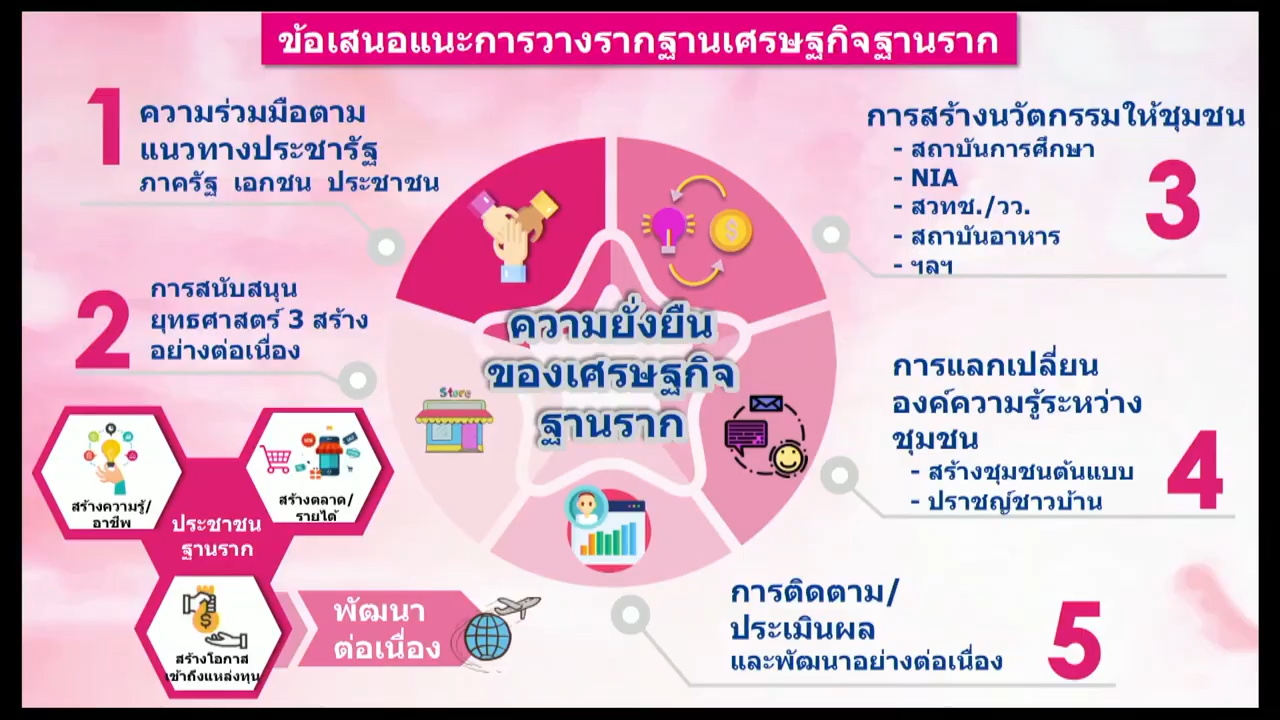 ข้อเสนอแนะการวางรากฐานเศรษฐกิจฐานราก
1
ความร่วมมือตาม
แนวทางประชารัฐ
ภาครัฐ เอกชน ประชาชน
2
การสนับสนุน
ยุทธศาสตร์ 3 สร้าง
อย่างต่อเนื่อง
สร้างความรู้/
อาชีพ
สร้างตลาด/
รายได้
ประชาชน
ฐานราก
สร้างโอกาส
เข้าถึงแหล่งทุน
พัฒนา
ต่อเนื่อง
ความยั่งยืน
ของเศรษฐกิจ
ฐานราก
Store
การสร้างนวัตกรรมให้ชุมชน
- สถาบันการศึกษา
- NIA
- สวทช./วว.
- สถาบันอาหาร
- ฯลฯ
3
การแลกเปลี่ยน
องค์ความรู้ระหว่าง
ชุมชน
- สร้างชุมชนต้นแบบ
- ปราชญ์ชาวบ้าน
4
การติดตาม/
ประเมินผล
และพัฒนาอย่างต่อเนื่อง
5